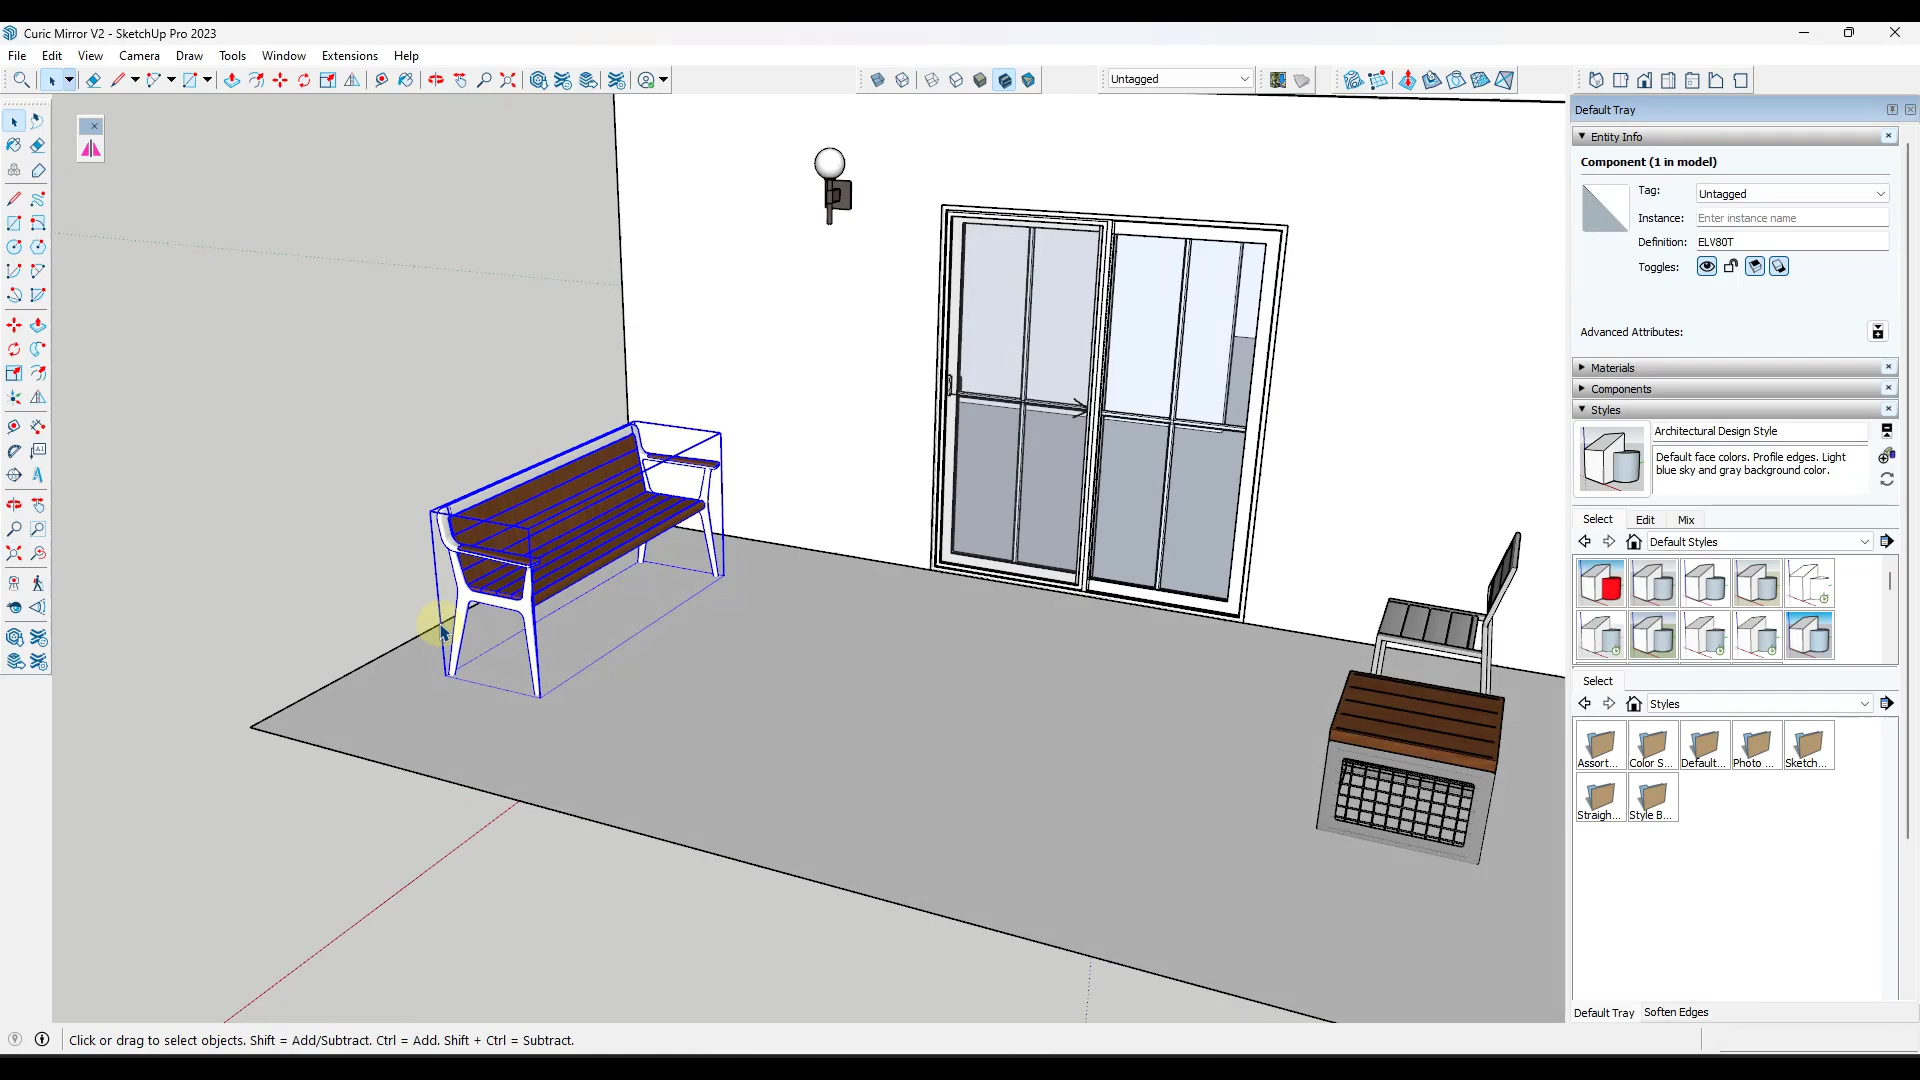 Curic Mirror V2 - SketchUp Pro 2023
File Edit View Camera Draw Tools Window Extensions Help
Untagged
Default Tray
Entity Info
Component (1 in model)
Tag: Untagged
Instance: Enter instance name
Definition: ELV80T
Toggles:
Advanced Attributes:
Materials
Components
Styles
Architectural Design Style
Default face colors. Profile edges. Light
blue sky and gray background color.
Select Edit Mix
Default Styles
Select
Styles
Assort... Color S... Default... Photo ... Sketch...
Straigh... Style B...
Default Tray Soften Edges
Click or drag to select objects. Shift = Add/Subtract. Ctrl = Add. Shift + Ctrl = Subtract.